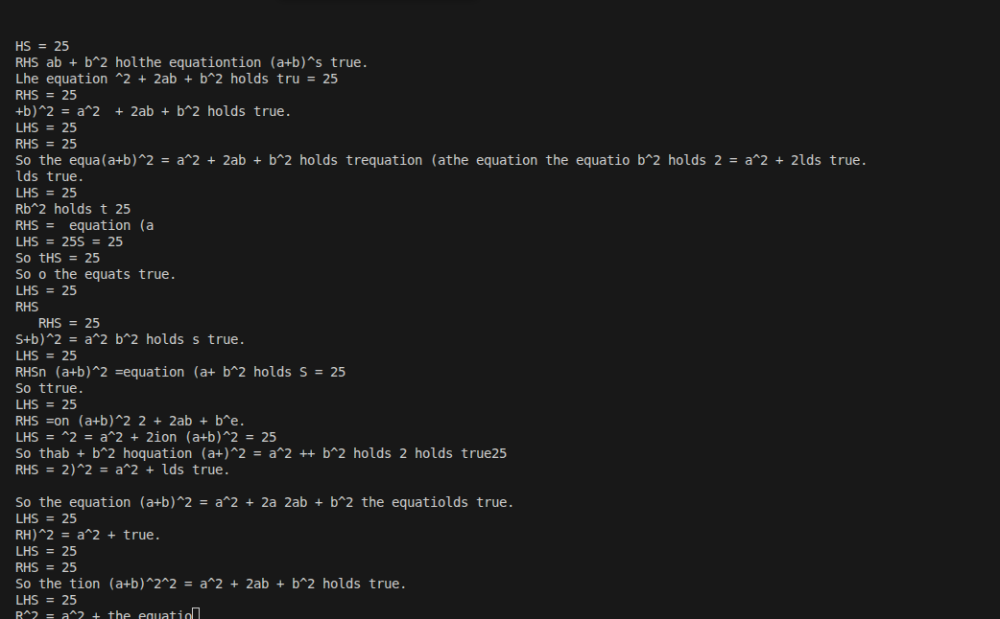 HS = 25
RHS ab + b^2 holthe equationtion (a+b)^s true.
Lhe equation ^2 + 2ab + b^2 holds tru = 25
RHS = 25
+b)^2 = a^2  + 2ab + b^2 holds true.
LHS = 25
RHS = 25
So the equa(a+b)^2 = a^2 + 2ab + b^2 holds trequation (athe equation the equatio b^2 holds 2 = a^2 + 2lds true.
lds true.
LHS = 25
Rb^2 holds t 25
RHS =  equation (a
LHS = 25S = 25
So tHS = 25
So o the equats true.
LHS = 25
RHS
   RHS = 25
S+b)^2 = a^2 b^2 holds s true.
LHS = 25
RHSn (a+b)^2 =equation (a+ b^2 holds S = 25
So ttrue.
LHS = 25
RHS =on (a+b)^2 2 + 2ab + b^e.
LHS = ^2 = a^2 + 2ion (a+b)^2 = 25
So thab + b^2 hoquation (a+)^2 = a^2 ++ b^2 holds 2 holds true25
RHS = 2)^2 = a^2 + lds true.

So the equation (a+b)^2 = a^2 + 2a 2ab + b^2 the equatiolds true.
LHS = 25
RH)^2 = a^2 + true.
LHS = 25
RHS = 25
So the tion (a+b)^2^2 = a^2 + 2ab + b^2 holds true.
LHS = 25
R^2 = a^2 + the equatio